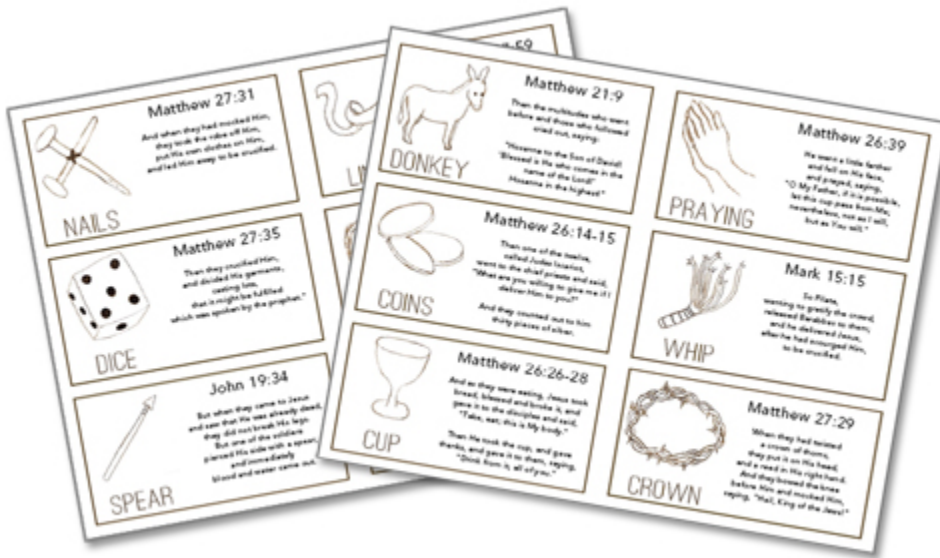 Matthew 27:31
And when they had mocked Him,
they took the robe off Him,
put His own clothes on Him,
and led Him away to be crucified.
NAILS
59
LI
Matthew 27:35
Then they crucified Him,
and divided His garments,
casting lots,
that it might be fulfilled
which was spoken by the prophet."
DICE
John 19:34
But when they came to Jesus
and saw that He was already dead,
they did not break His legs.
But one of the soldiers
pierced His side with a spear,
and immediately
blood and water came out."
SPEAR
Matthew 21:9
Then the multitudes who went
before and those who followed
cried out, saying:
"Hosanna to the Son of David!
'Blessed is He who comes in the
name of the Lord!'
Hosanna in the highest!"
DONKEY
Matthew 26:14-15
Then one of the twelve,
called Judas Iscariot,
went to the chief priests and said,
"What are you willing to give me if I
deliver Him to you?"
And they counted out to him
thirty pieces of silver.
COINS
Matthew 26:26-28
And as they were eating, Jesus took
bread, blessed and broke it, and
gave it to the disciples and said,
"Take, eat; this is My body."
Then He took the cup, and gave
thanks, and gave it to them, saying,
"Drink from it, all of you."
CUP
Matthew 26:39
He went a little farther
and fell on His face,
and prayed, saying,
"O My Father, if it is possible,
let this cup pass from Me;
nevertheless, not as I will,
but as You will."
PRAYING
Mark 15:15
So Pilate,
wanting to gratify the crowd,
released Barabbas to them;
and he delivered Jesus,
after he had scourged Him,
to be crucified.
WHIP
Matthew 27:29
When they had twisted
a crown of thorns,
they put it on His head,
and a reed in His right hand.
And they bowed the knee
before Him and mocked Him,
saying, "Hail, King of the Jews!"
CROWN